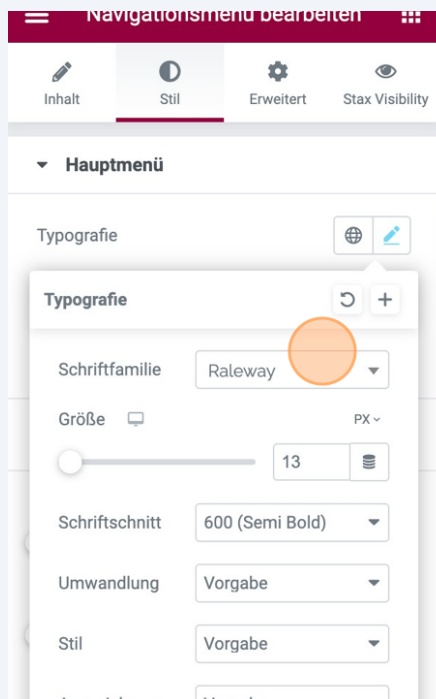 Navigationsmenü bearbeiten
Inhalt
Stil
Erweitert
Stax Visibility
Hauptmenü
Typografie
Typografie
Schriftfamilie Raleway
Größe PX
13
Schriftschnitt 600 (Semi Bold)
Umwandlung Vorgabe
Stil Vorgabe